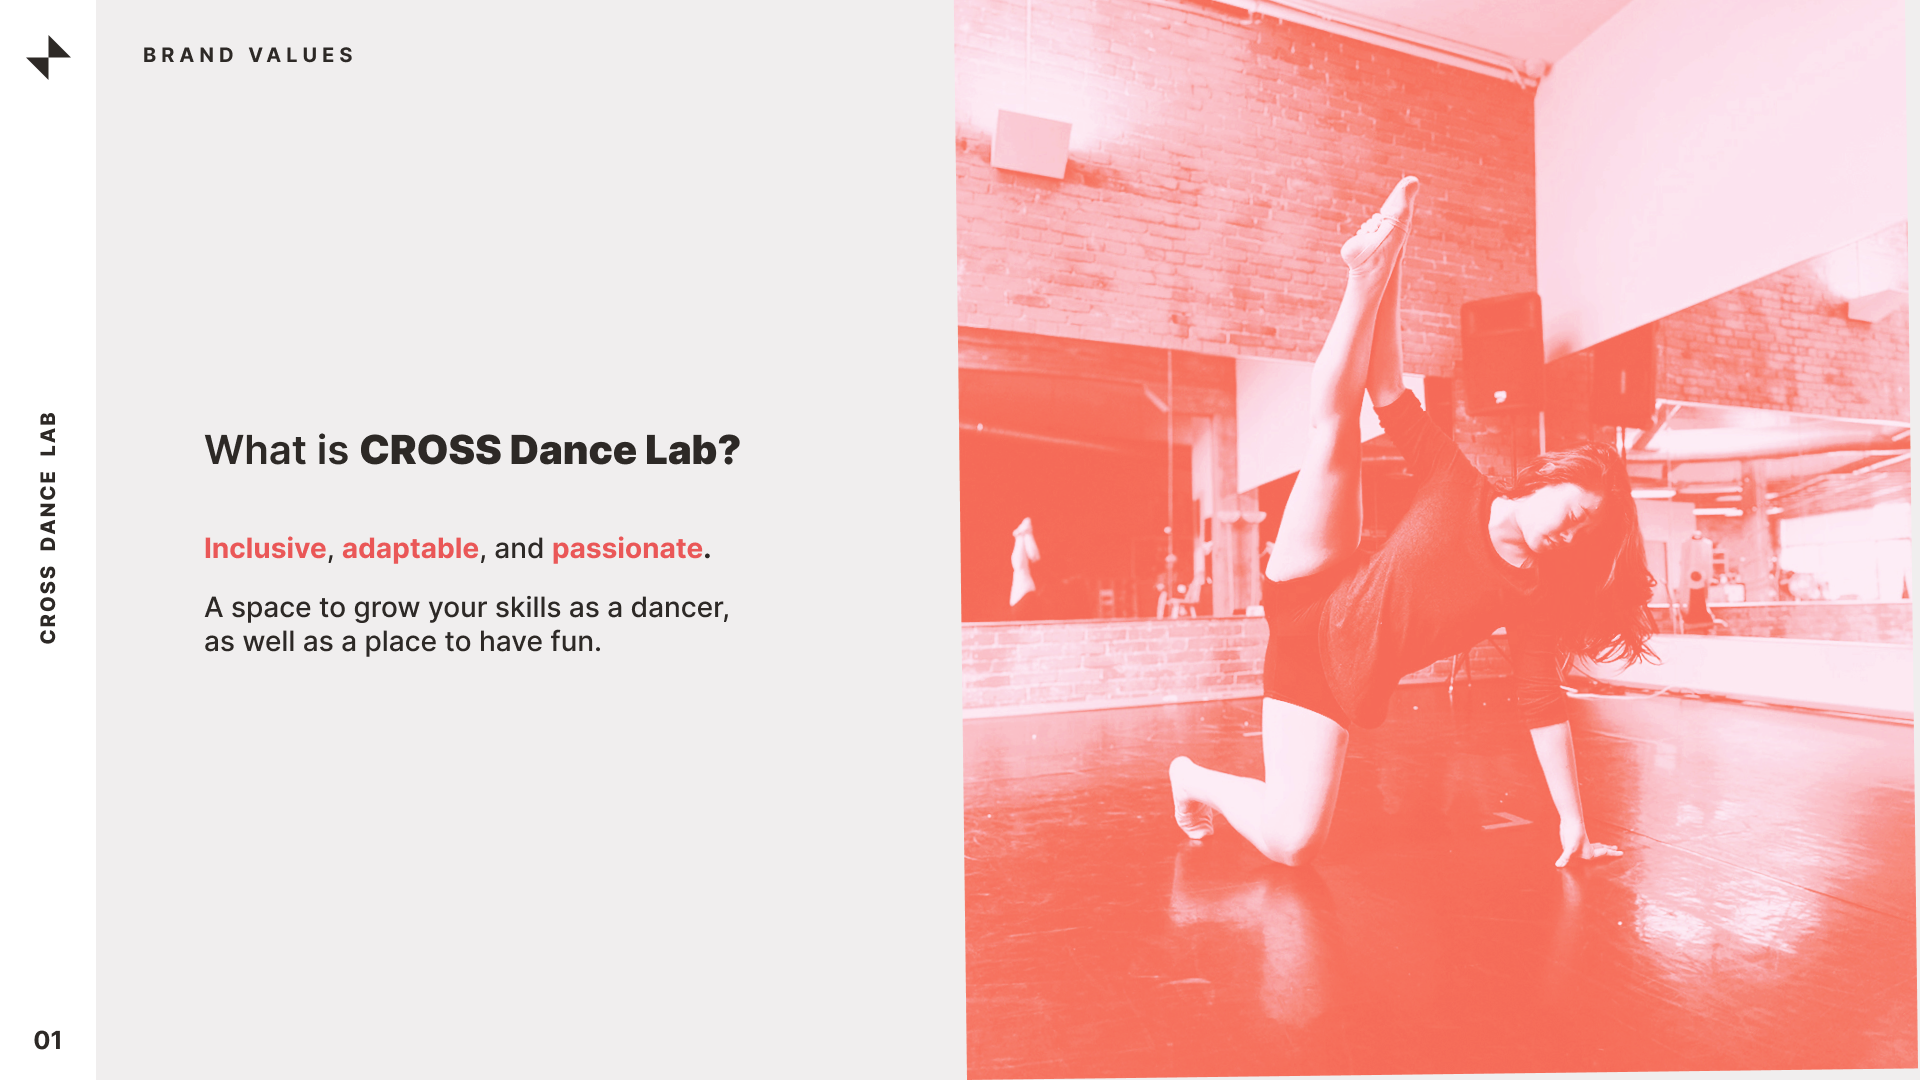 BRAND VALUES
CROSS DANCE LAB
What is CROSS Dance Lab?
Inclusive, adaptable, and passionate.
A space to grow your skills as a dancer,
as well as a place to have fun.
01